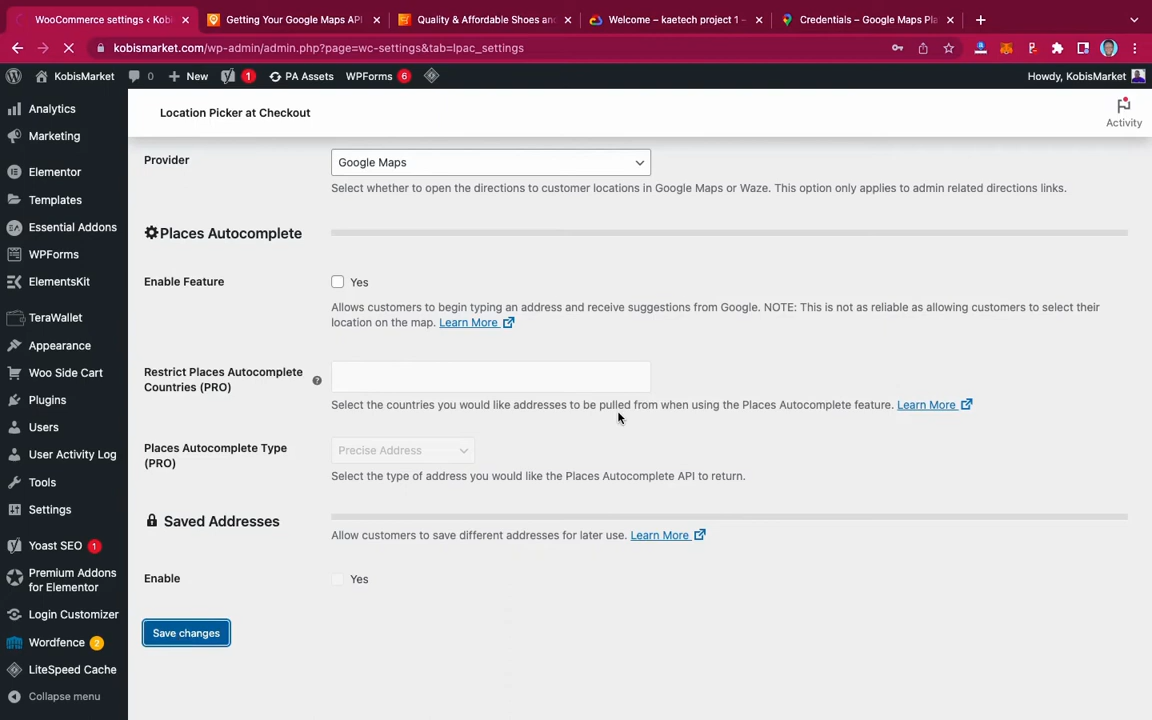 WooCommerce settings ‹ Kobi
Getting Your Google Maps API
Quality & Affordable Shoes and
Welcome – kaetech project 1 –
Credentials – Google Maps Pla
kobismarket.com/wp-admin/admin.php?page=wc-settings&tab=lpac_settings
KobisMarket
0
New
1
PA Assets
WPForms 6
Howdy, KobisMarket
Analytics
Marketing
Elementor
Templates
Essential Addons
WPForms
ElementsKit
TeraWallet
Appearance
Woo Side Cart
Plugins
Users
User Activity Log
Tools
Settings
Yoast SEO 1
Premium Addons
for Elementor
Login Customizer
Wordfence 2
LiteSpeed Cache
Collapse menu
Location Picker at Checkout
Activity
Provider
Google Maps
Select whether to open the directions to customer locations in Google Maps or Waze. This option only applies to admin related directions links.
Places Autocomplete
Enable Feature
Yes
Allows customers to begin typing an address and receive suggestions from Google. NOTE: This is not as reliable as allowing customers to select their
location on the map. Learn More
Restrict Places Autocomplete
Countries (PRO)
Select the countries you would like addresses to be pulled from when using the Places Autocomplete feature. Learn More
Places Autocomplete Type
(PRO)
Precise Address
Select the type of address you would like the Places Autocomplete API to return.
Saved Addresses
Allow customers to save different addresses for later use. Learn More
Enable
Yes
Save changes